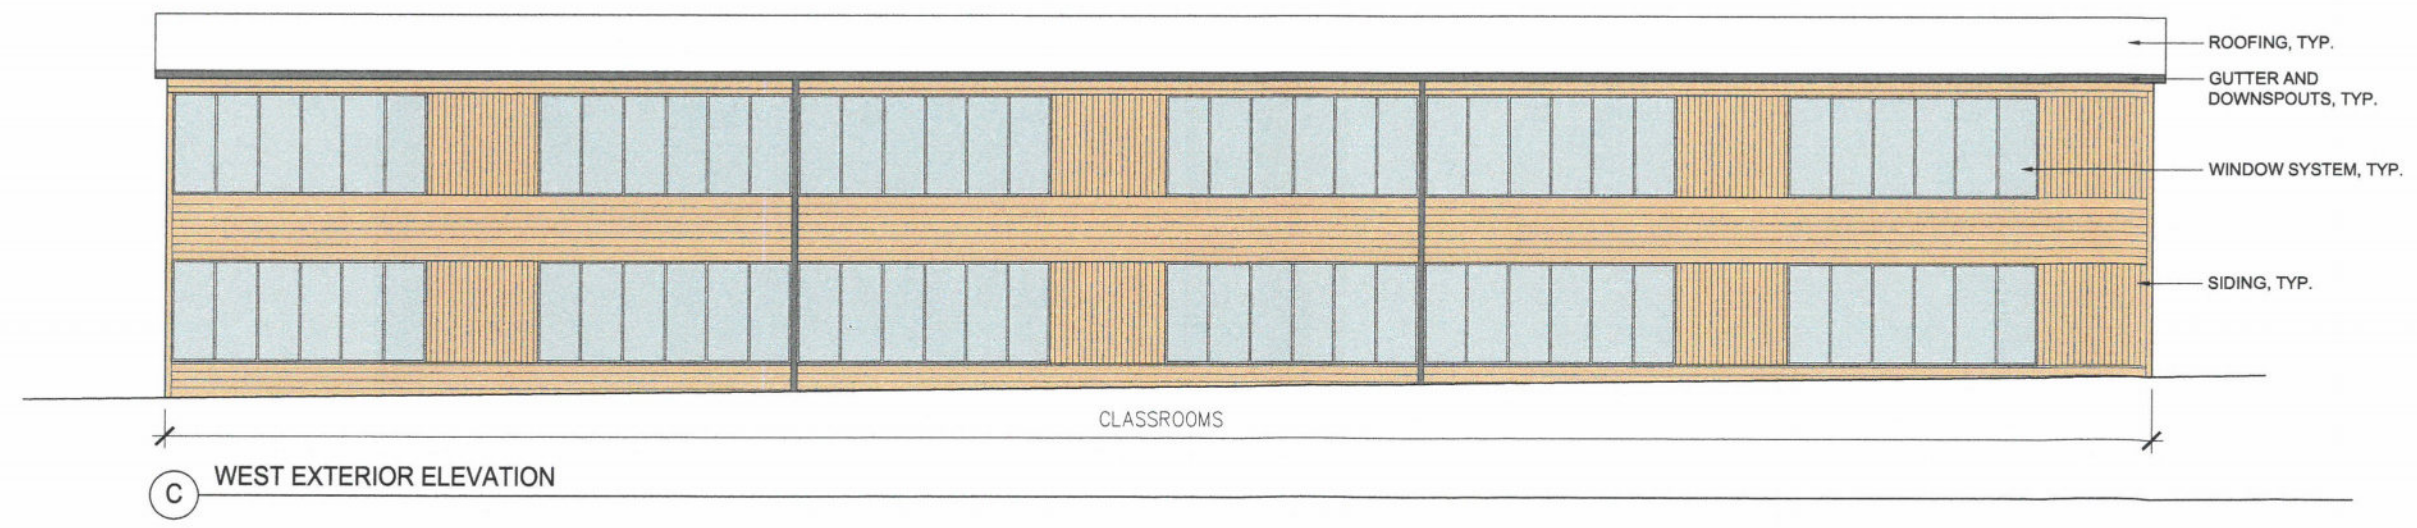 ROOFING, TYP.
GUTTER AND
DOWNSPOUTS, TYP.
WINDOW SYSTEM, TYP.
SIDING, TYP.
CLASSROOMS
C
WEST EXTERIOR ELEVATION